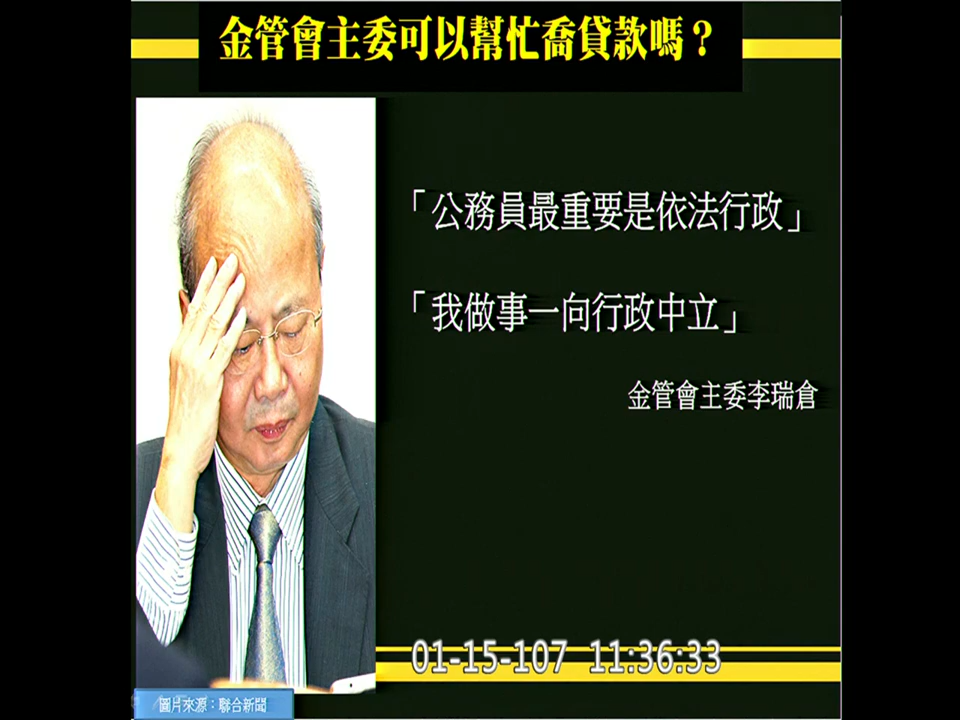 金管會主委可以幫忙喬貸款嗎？
「公務員最重要是依法行政」
「我做事一向行政中立」
金管會主委李瑞倉
01-15-107 11:36:33
圖片來源：聯合新聞